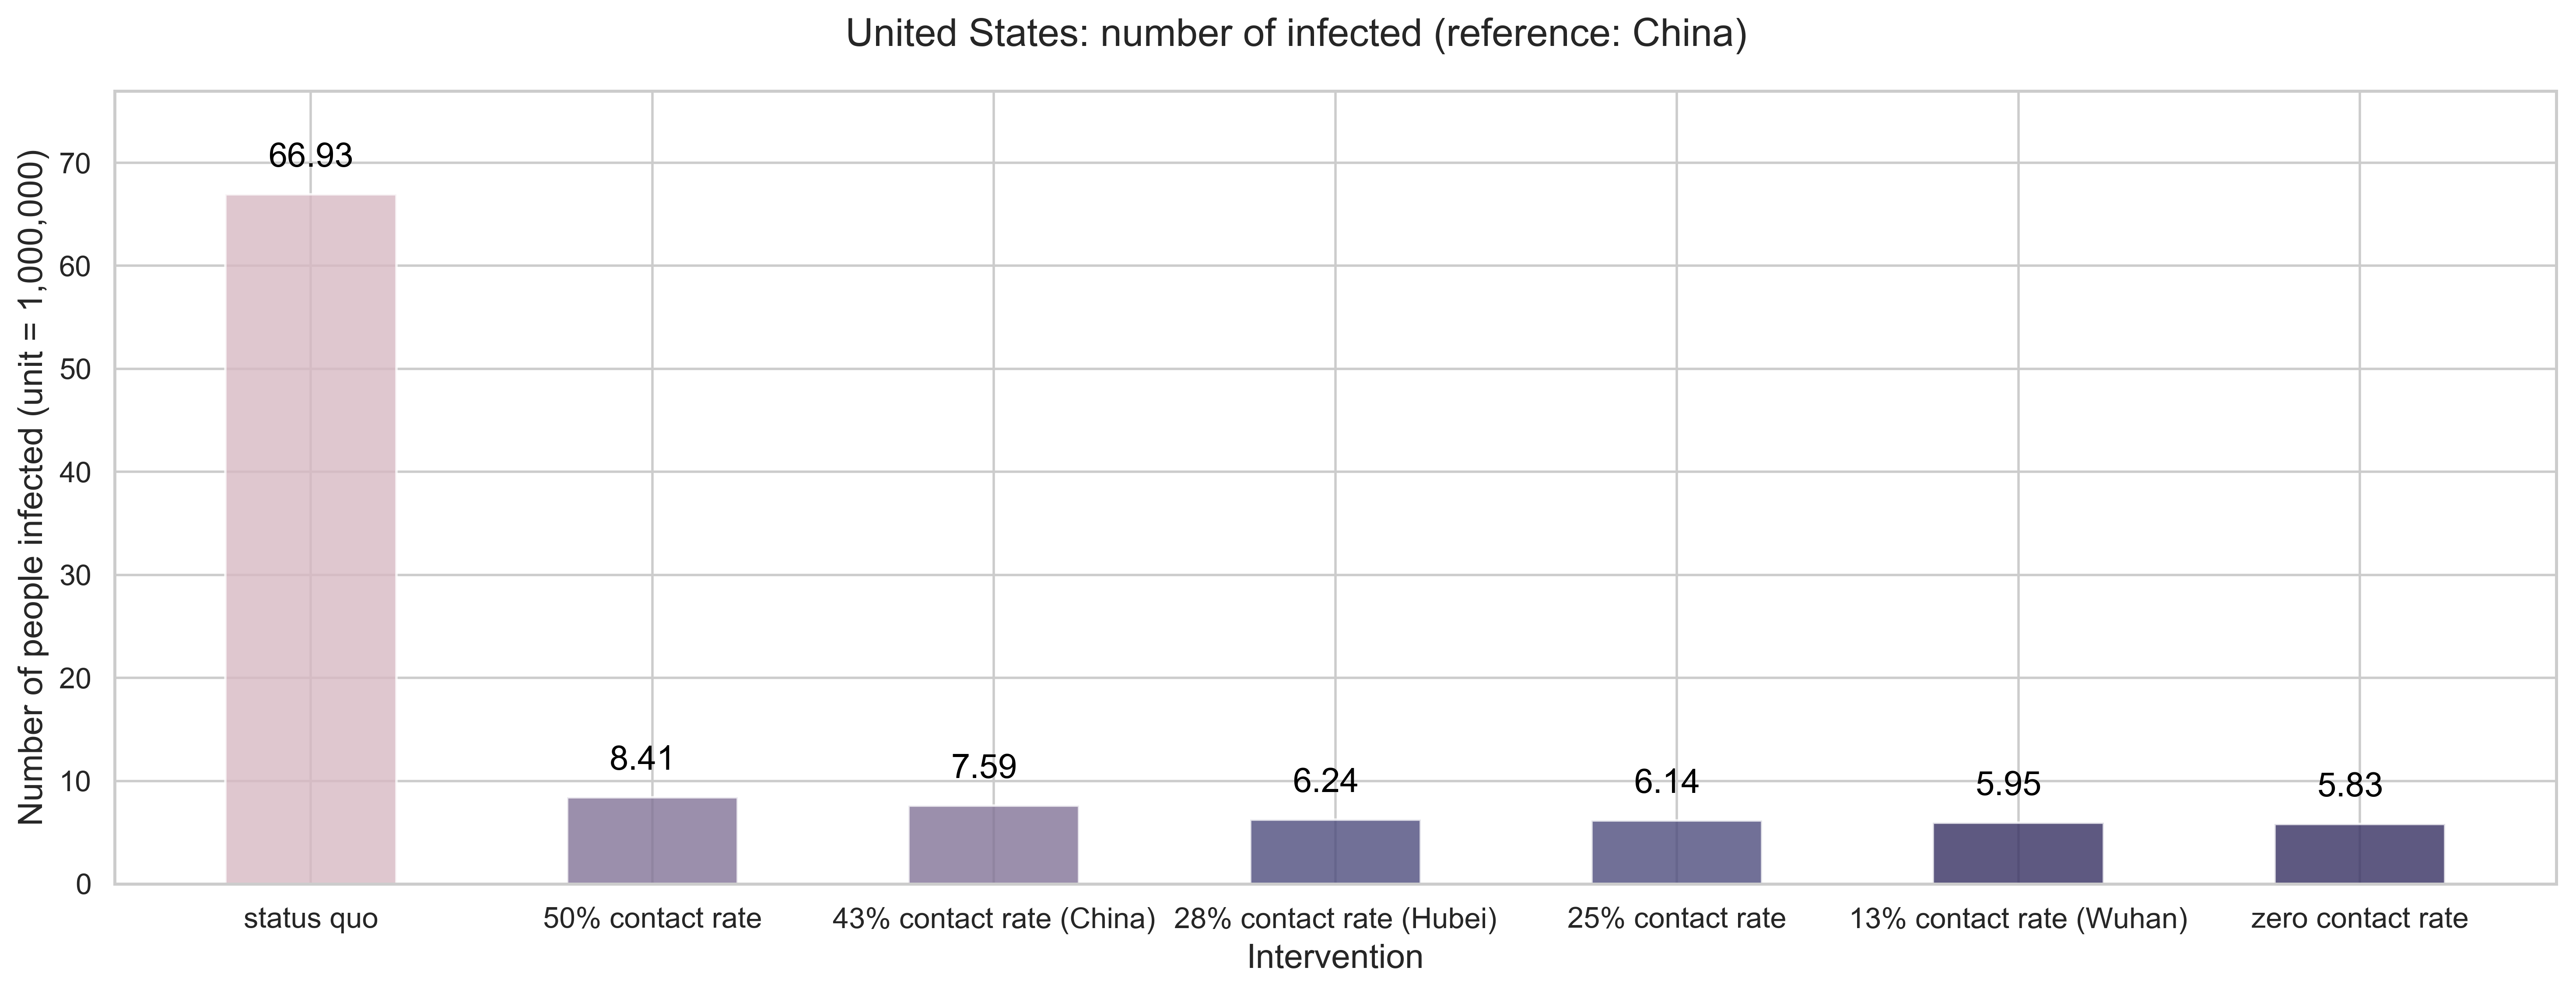 United States: number of infected (reference: China)
Number of people infected (unit = 1,000,000)
70
60
50
40
30
20
10
0
66.93
8.41
7.59
6.24
6.14
5.95
5.83
status quo
50% contact rate
43% contact rate (China)
28% contact rate (Hubei)
25% contact rate
13% contact rate (Wuhan)
zero contact rate
Intervention